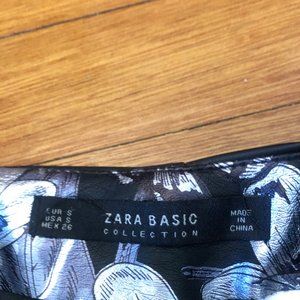 EUR S
USA S
MEX 26
ZARA BASIC
COLLECTION
MADE
IN
CHINA